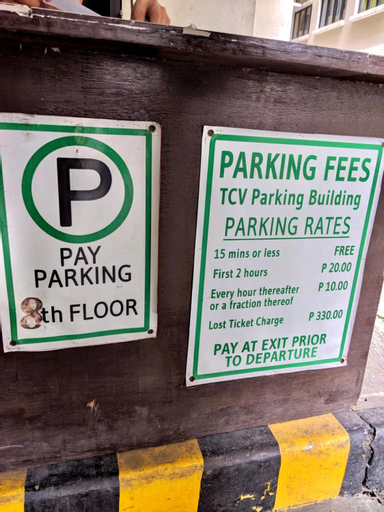 P
PAY
PARKING
8th FLOOR
PARKING FEES
TCV Parking Building
PARKING RATES
15 mins or less FREE
First 2 hours P 20.00
Every hour thereafter P 10.00
or a fraction thereof
Lost Ticket Charge P 330.00
PAY AT EXIT PRIOR
TO DEPARTURE